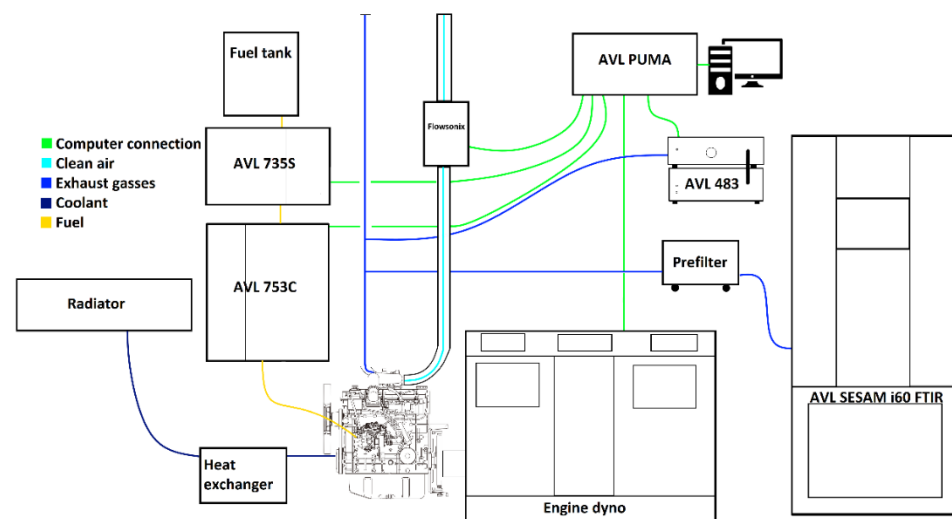 Fuel tank
AVL PUMA
Flowsonix
Computer connection
Clean air
Exhaust gasses
Coolant
Fuel
AVL 735S
AVL 483
AVL 753C
Prefilter
Radiator
AVL SESAM i60 FTIR
Heat
exchanger
Engine dyno